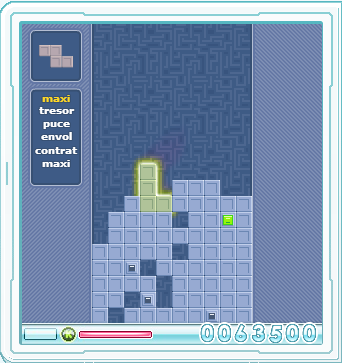 maxi
tresor
puce
envol
contrat
maxi
0063500